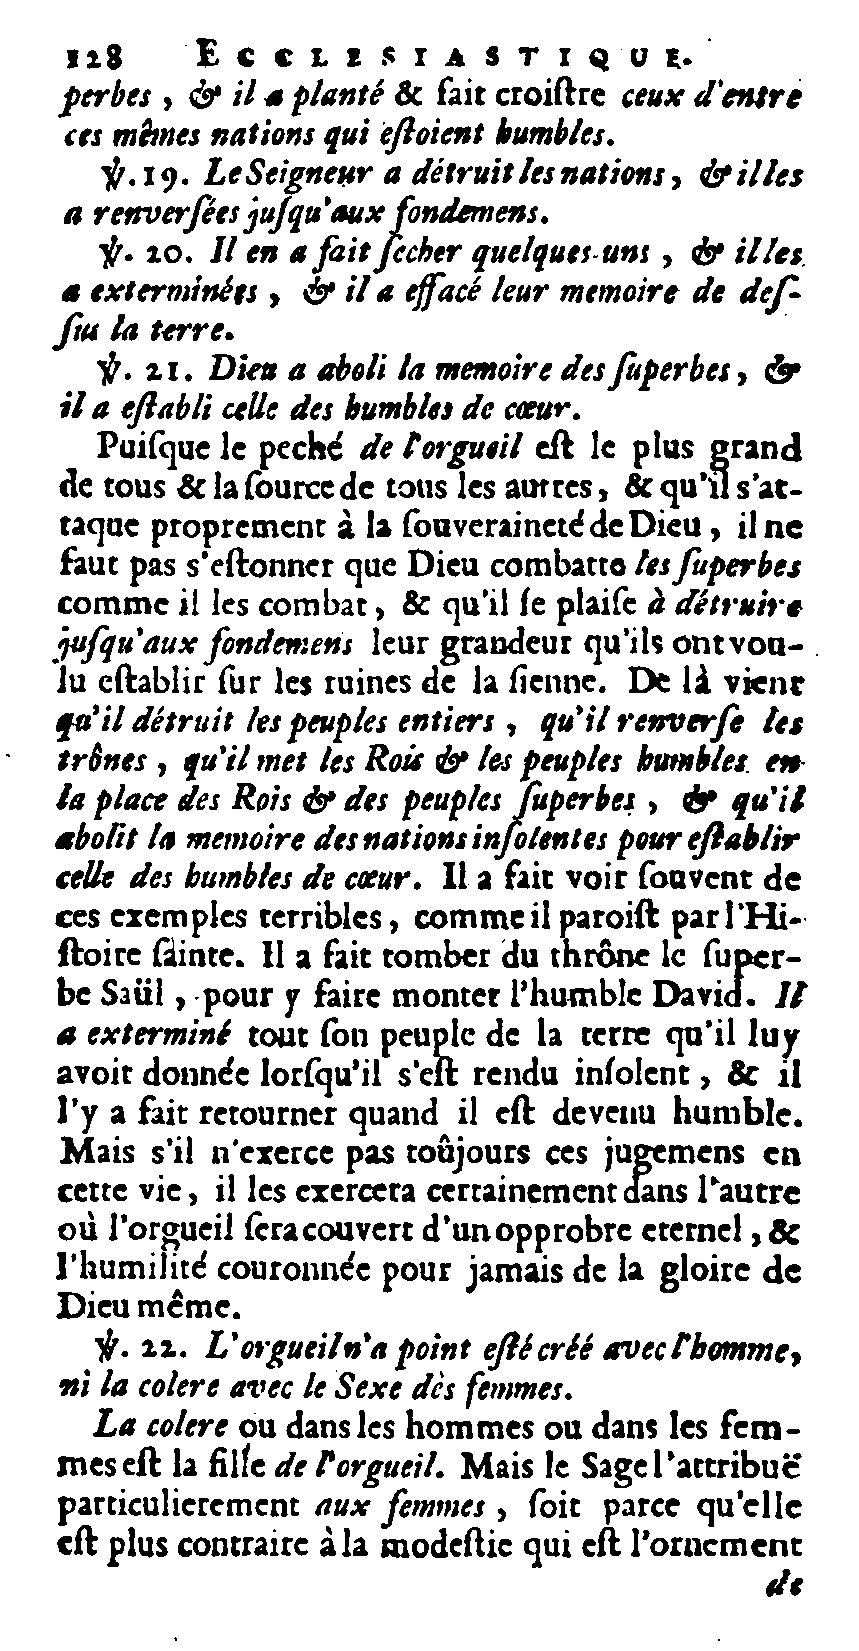 128 ECCLESIASTIQUE.
perbes, & il a planté & fait croiſtre ceux d'entre
ces mêmes nations qui eſtoient humbles.
℣. 19. Le Seigneur a détruit les nations, & il les
a renverſées juſqu'aux fondemens.
℣. 20. Il en a fait ſecher quelques-uns, & il les
a exterminés, & il a effacé leur memoire de deſ-
ſus la terre.
℣. 21. Dieu a aboli la memoire des ſuperbes, &
il a eſtabli celle des humbles de cœur.
Puiſque le peché de l'orgueil eſt le plus grand
de tous & la ſource de tous les autres, & qu'il s'at-
taque proprement à la ſouveraineté de Dieu, il ne
faut pas s'eſtonner que Dieu combatte les ſuperbes
comme il les combat, & qu'il ſe plaiſe à détruire
juſqu'aux fondemens leur grandeur qu'ils ont vou-
lu eſtablir ſur les ruines de la ſienne. De là vient
qu'il détruit les peuples entiers, qu'il renverſe les
trônes, qu'il met les Rois & les peuples humbles en
la place des Rois & des peuples ſuperbes, & qu'il
abolit la memoire des nations inſolentes pour eſtablir
celle des humbles de cœur. Il a fait voir ſouvent de
ces exemples terribles, comme il paroiſt par l'Hi-
ſtoire ſainte. Il a fait tomber du thrône le ſuper-
be Saül, pour y faire monter l'humble David. Il
a exterminé tout ſon peuple de la terre qu'il luy
avoit donnée lorſqu'il s'eſt rendu inſolent, & il
l'y a fait retourner quand il eſt devenu humble.
Mais s'il n'exerce pas toûjours ces jugemens en
cette vie, il les exercera certainement dans l'autre
où l'orgueil ſera couvert d'un opprobre eternel, &
l'humilité couronnée pour jamais de la gloire de
Dieu même.
℣. 22. L'orgueil n'a point eſté créé avec l'homme,
ni la colere avec le Sexe dès femmes.
La colere ou dans les hommes ou dans les fem-
mes eſt la fille de l'orgueil. Mais le Sage l'attribuë
particulierement aux femmes, ſoit parce qu'elle
eſt plus contraire à la modeſtie qui eſt l'ornement
de